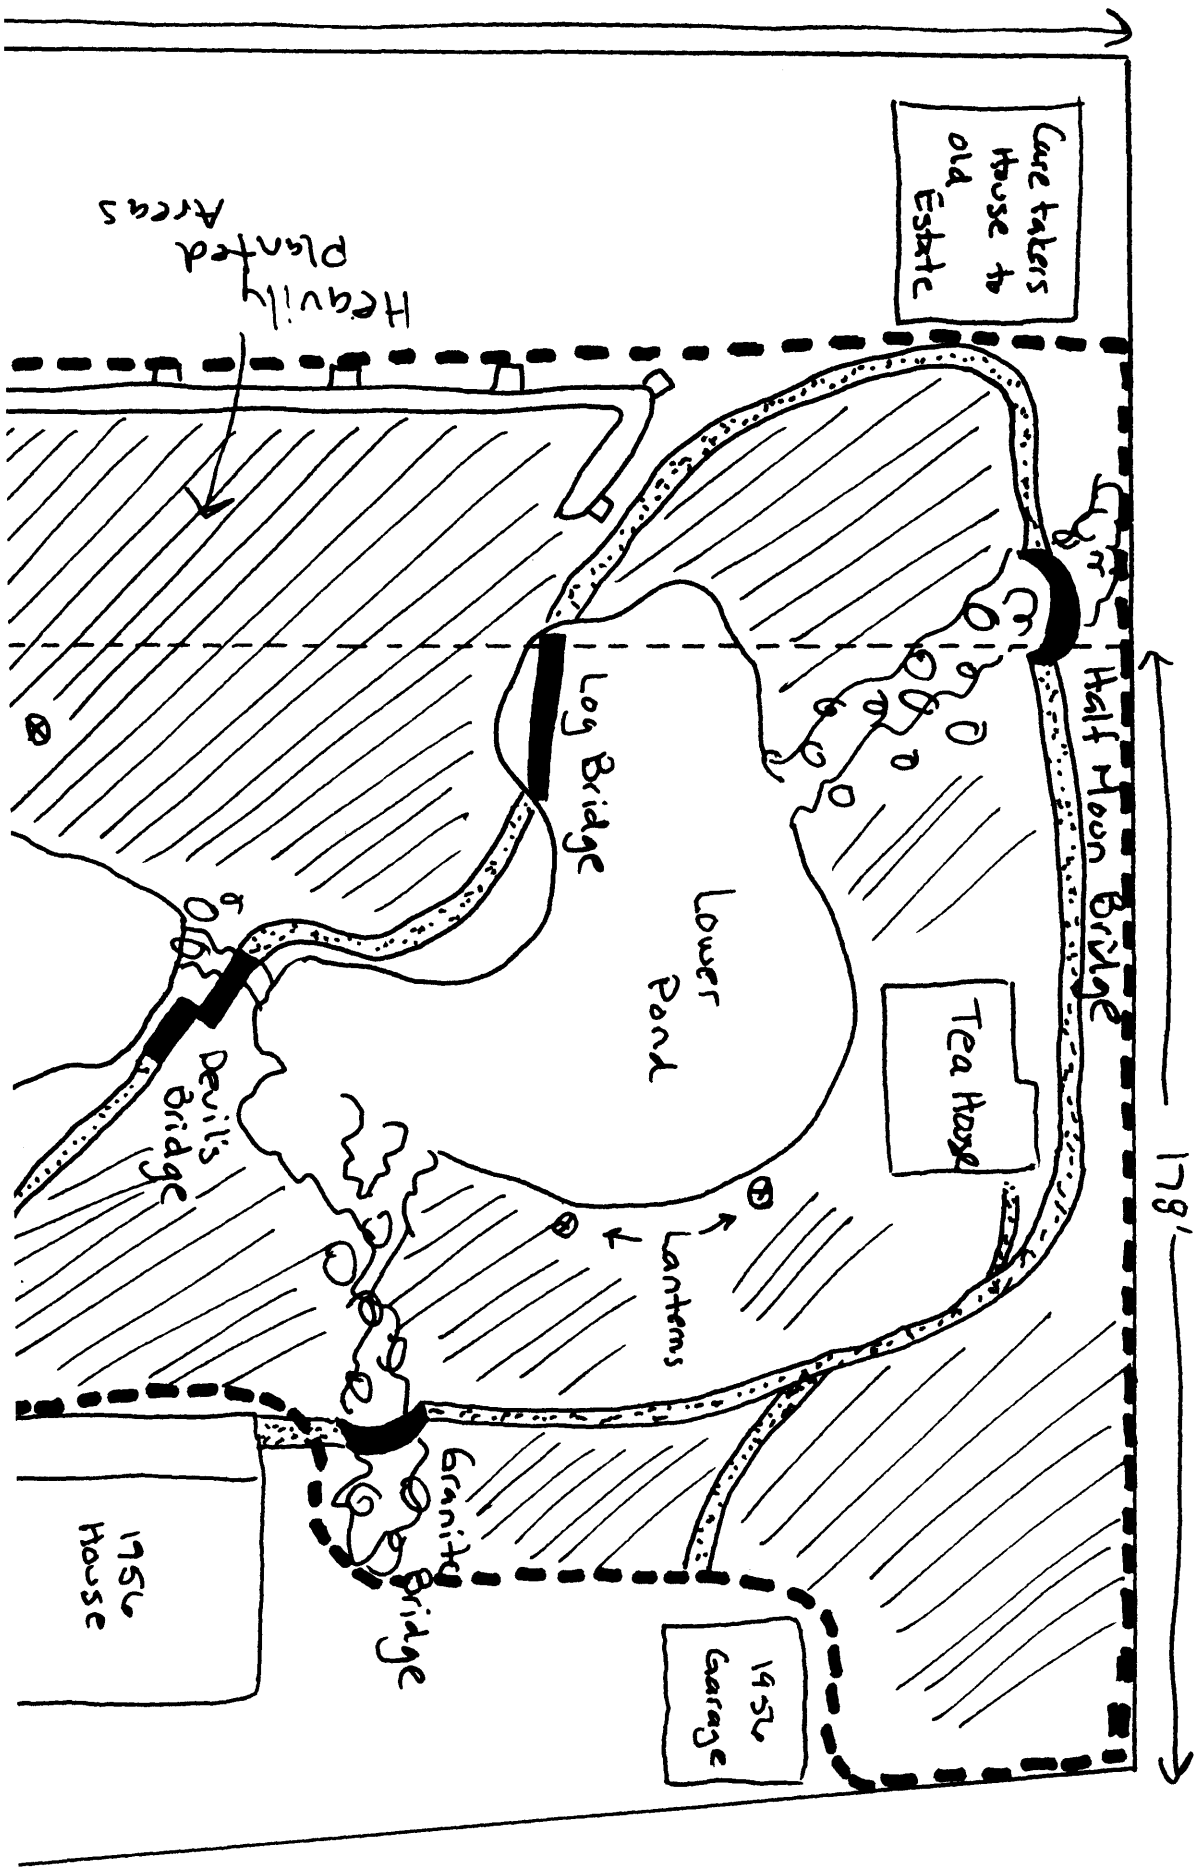 Care takers
House to
old
Estate
Heavily
Planted
Areas
Half Moon Bridge
178'
Log Bridge
Lower
Pond
Tea House
Devil's
Bridge
Lanterns
Granite Bridge
1956
House
1956
Garage